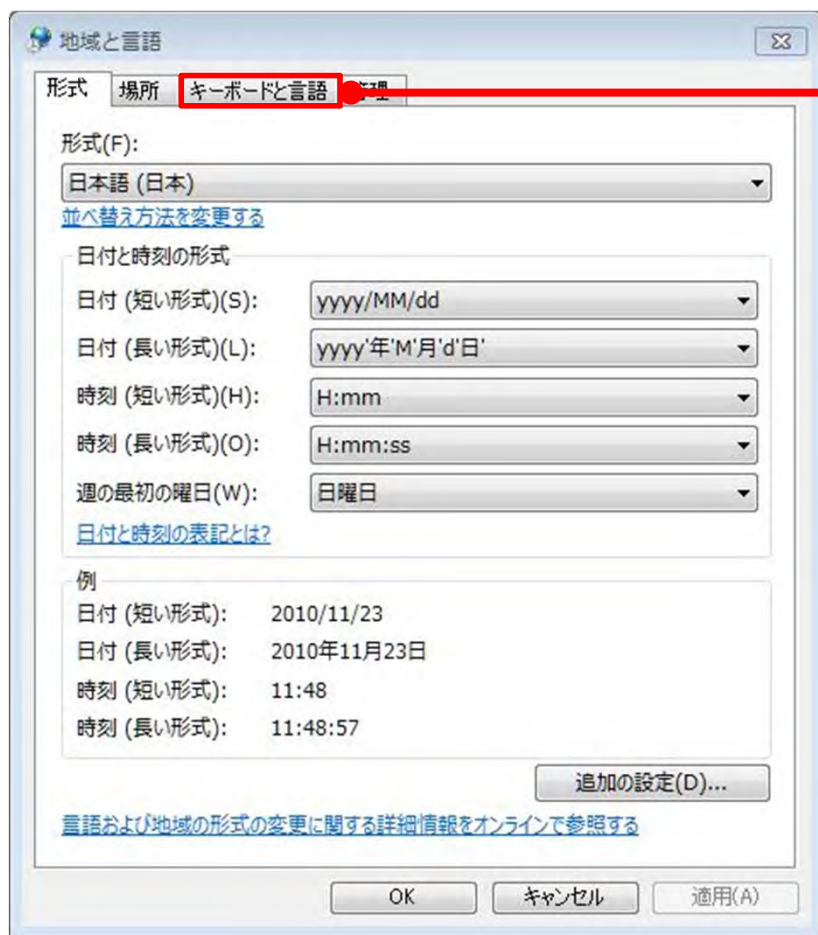 地域と言語
形式 場所 キーボードと言語 管理
形式(F):
日本語 (日本)
並べ替え方法を変更する
日付と時刻の形式
日付 (短い形式)(S): yyyy/MM/dd
日付 (長い形式)(L): yyyy'年'M'月'd'日'
時刻 (短い形式)(H): H:mm
時刻 (長い形式)(O): H:mm:ss
週の最初の曜日(W): 日曜日
日付と時刻の表記とは?
例
日付 (短い形式): 2010/11/23
日付 (長い形式): 2010年11月23日
時刻 (短い形式): 11:48
時刻 (長い形式): 11:48:57
追加の設定(D)...
言語および地域の形式の変更に関する詳細情報をオンラインで参照する
OK キャンセル 適用(A)